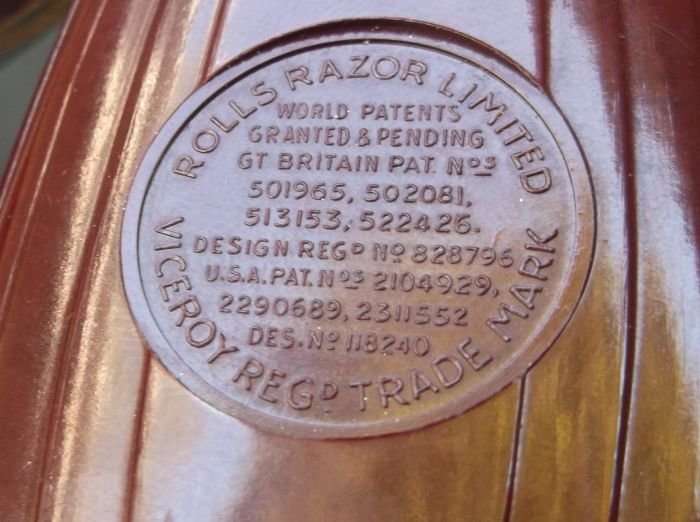 ROLLS RAZOR LIMITED
WORLD PATENTS
GRANTED & PENDING
GT BRITAIN PAT. Nos
501965, 502081,
513153, 522426.
DESIGN REGD No 828796
U.S.A. PAT. Nos 2104929,
2290689, 2311552
DES. No 118240
VICEROY REGD TRADE MARK